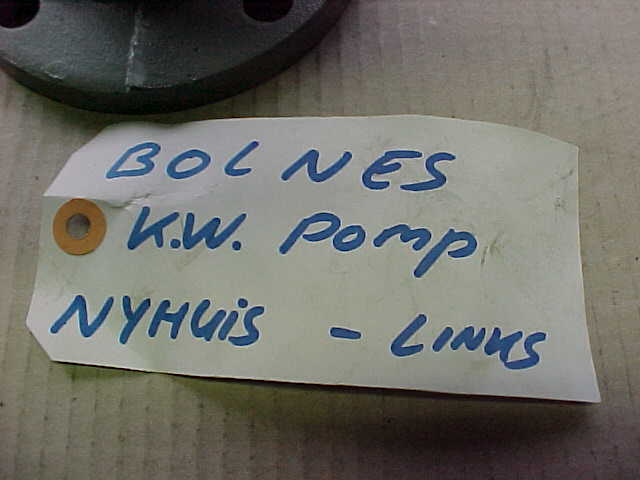 BOLNES
K.W. POMP
NYHUiS - LINKS